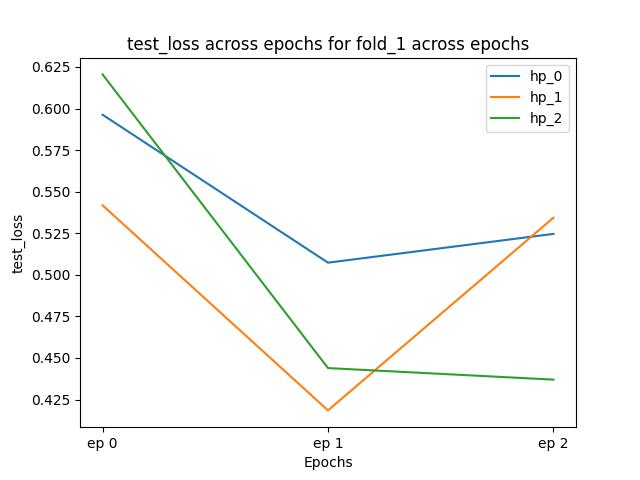 test_loss across epochs for fold_1 across epochs
hp_0
hp_1
hp_2
test_loss
0.625
0.600
0.575
0.550
0.525
0.500
0.475
0.450
0.425
ep 0
ep 1
ep 2
Epochs